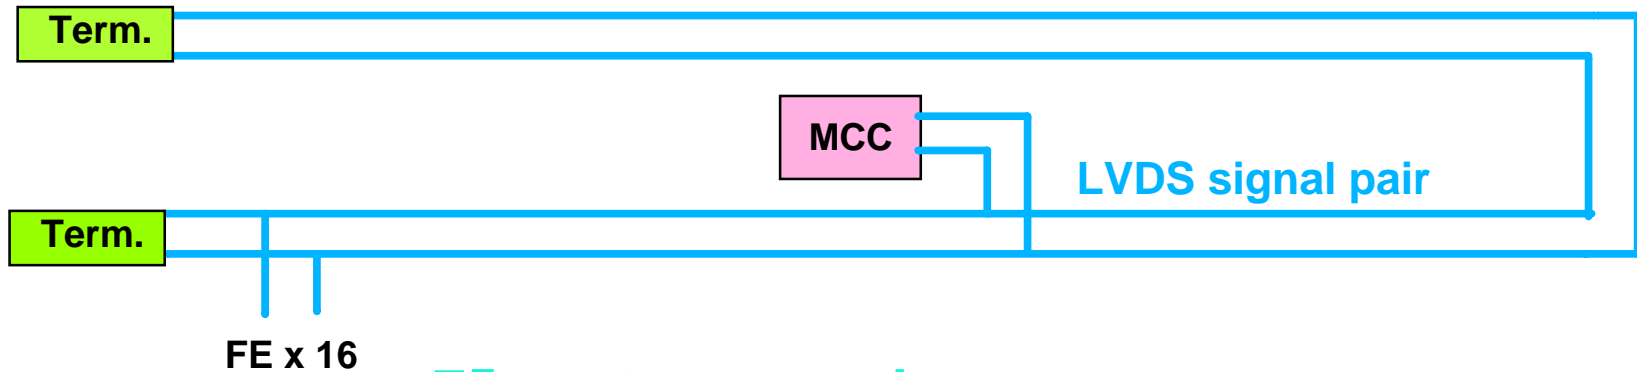 Term.
MCC
LVDS signal pair
Term.
FE x 16